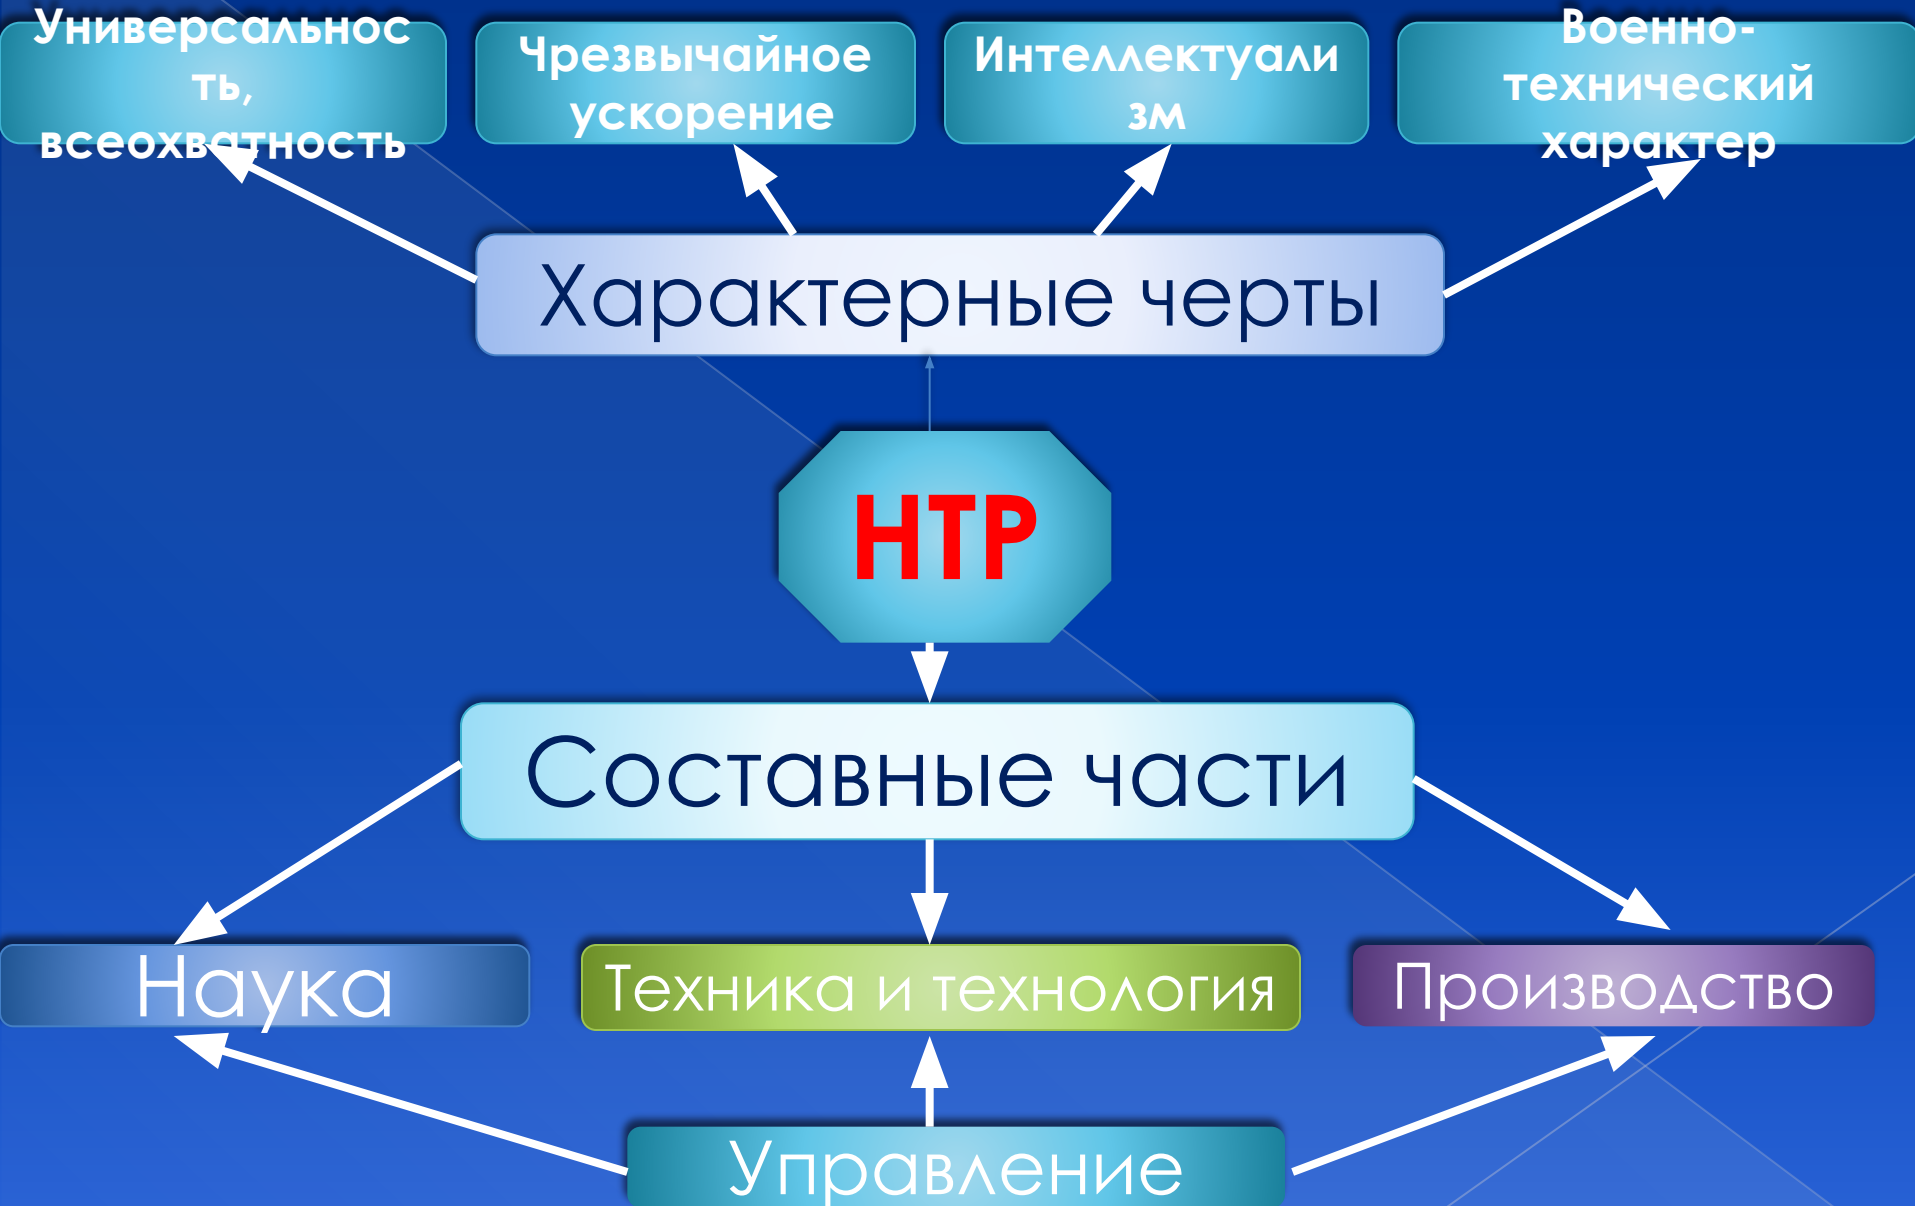 Универсальнос
ть,
всеохватность
Чрезвычайное
ускорение
Интеллектуали
зм
Военно-
технический
характер
Характерные черты
НТР
Составные части
Наука
Техника и технология
Производство
Управление